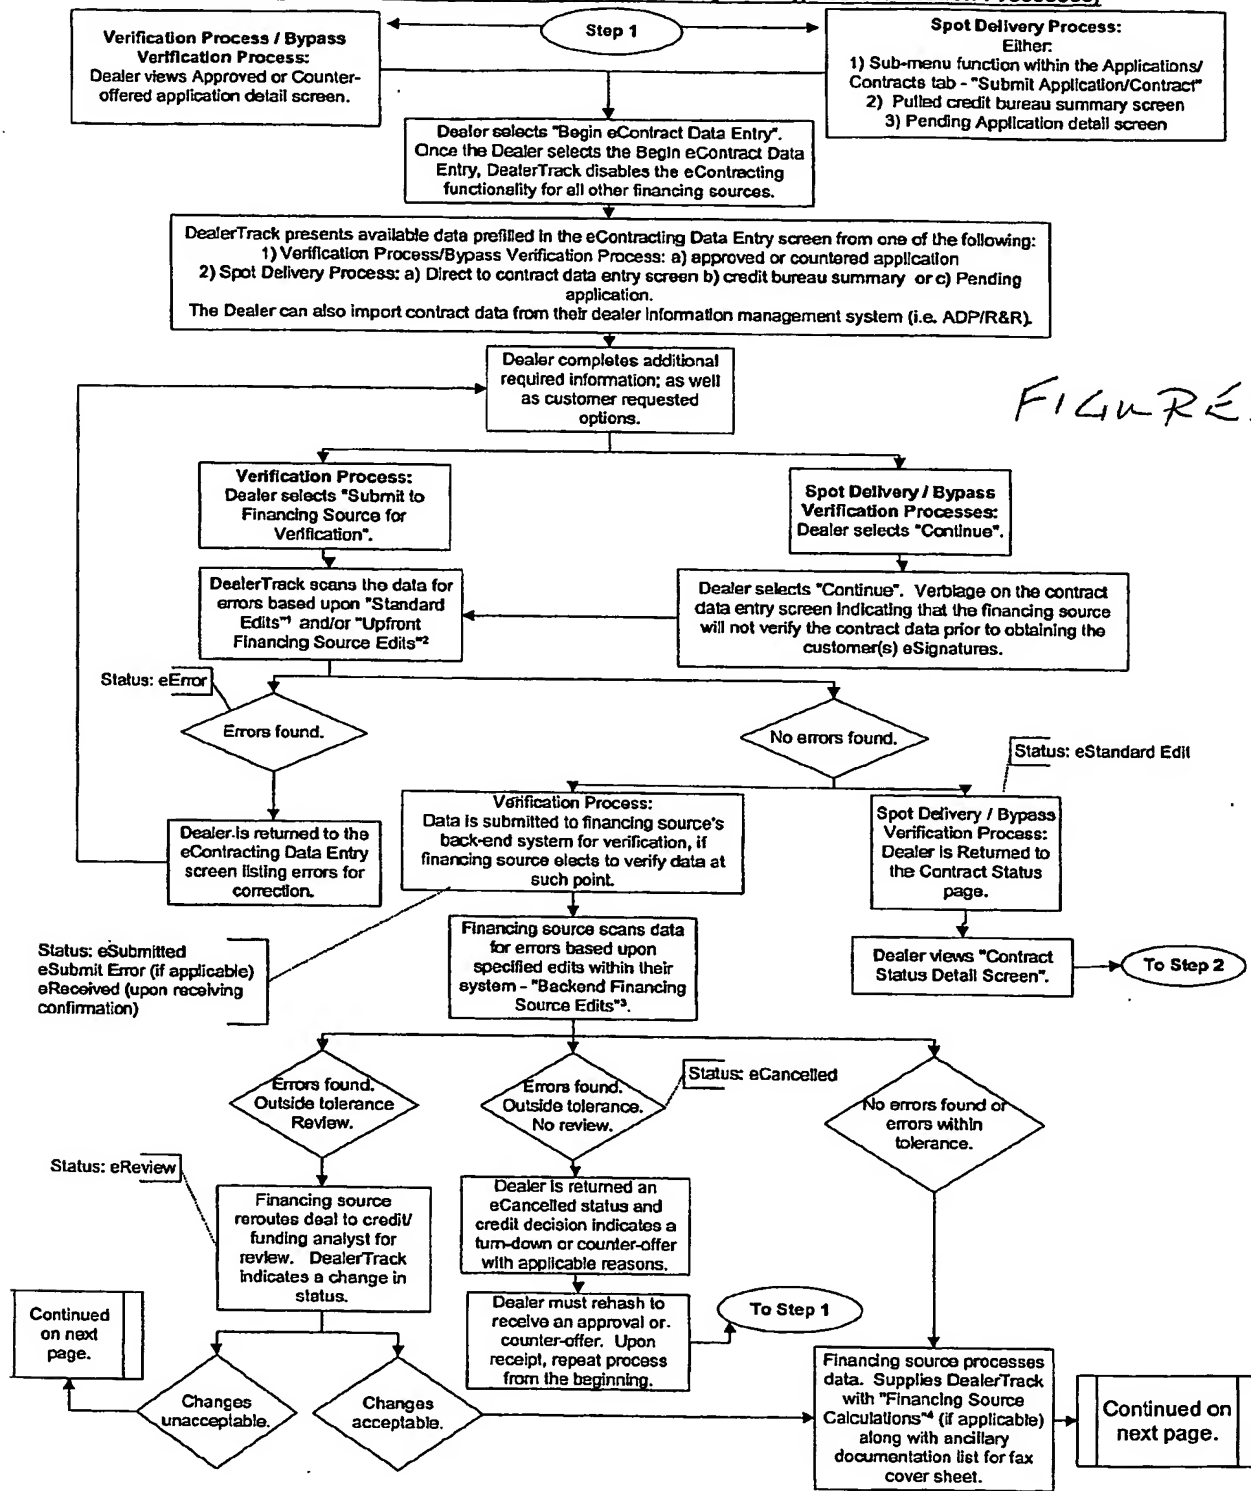 Step 1
Verification Process / Bypass
Verification Process:
Dealer views Approved or Counter-
offered application detail screen.
Spot Delivery Process:
Either:
1) Sub-menu function within the Applications/
Contracts tab - "Submit Application/Contract"
2) Pulled credit bureau summary screen
3) Pending Application detail screen
Dealer selects "Begin eContract Data Entry".
Once the Dealer selects the Begin eContract Data
Entry, DealerTrack disables the eContracting
functionality for all other financing sources.
DealerTrack presents available data prefilled in the eContracting Data Entry screen from one of the following:
1) Verification Process/Bypass Verification Process: a) approved or countered application
2) Spot Delivery Process: a) Direct to contract data entry screen b) credit bureau summary or c) Pending
application.
The Dealer can also import contract data from their dealer information management system (i.e. ADP/R&R).
Dealer completes additional
required information; as well
as customer requested
options.
FIGURE
Verification Process:
Dealer selects "Submit to
Financing Source for
Verification".
Spot Delivery / Bypass
Verification Processes:
Dealer selects "Continue".
DealerTrack scans the data for
errors based upon "Standard
Edits"¹ and/or "Upfront
Financing Source Edits"²
Dealer selects "Continue". Verbiage on the contract
data entry screen indicating that the financing source
will not verify the contract data prior to obtaining the
customer(s) eSignatures.
Status: eError
Errors found.
No errors found.
Status: eStandard Edit
Dealer is returned to the
eContracting Data Entry
screen listing errors for
correction.
Verification Process:
Data is submitted to financing source's
back-end system for verification, if
financing source elects to verify data at
such point.
Spot Delivery / Bypass
Verification Process:
Dealer is Returned to
the Contract Status
page.
Status: eSubmitted
eSubmit Error (if applicable)
eReceived (upon receiving
confirmation)
Financing source scans data
for errors based upon
specified edits within their
system - "Backend Financing
Source Edits"³.
Dealer views "Contract
Status Detail Screen".
To Step 2
Errors found.
Outside tolerance
Review.
Errors found.
Outside tolerance.
No review.
Status: eCancelled
No errors found or
errors within
tolerance.
Status: eReview
Financing source
reroutes deal to credit/
funding analyst for
review. DealerTrack
indicates a change in
status.
Dealer is returned an
eCancelled status and
credit decision indicates a
turn-down or counter-offer
with applicable reasons.
Dealer must rehash to
receive an approval or
counter-offer. Upon
receipt, repeat process
from the beginning.
To Step 1
Continued
on next
page.
Changes
unacceptable.
Changes
acceptable.
Financing source processes
data. Supplies DealerTrack
with "Financing Source
Calculations"⁴ (if applicable)
along with ancillary
documentation list for fax
cover sheet.
Continued on
next page.